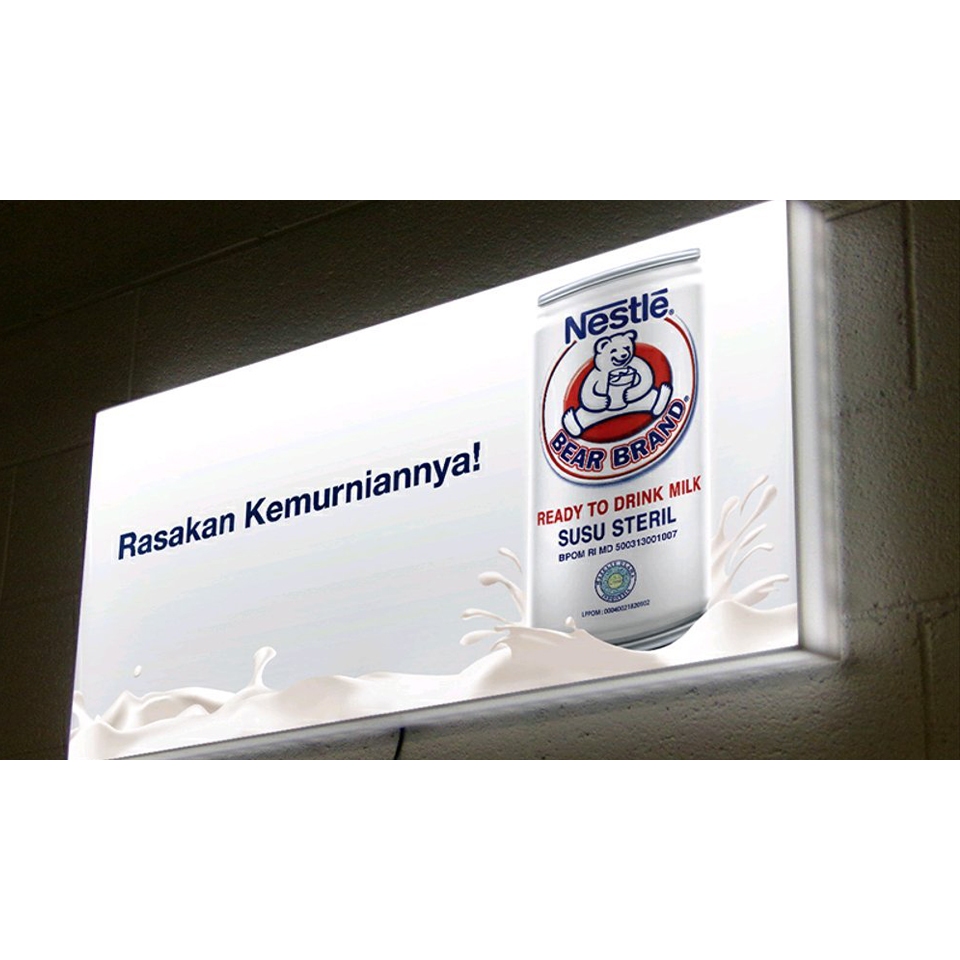 Rasakan Kemurniannya!
Nestlé®
BEAR BRAND®
READY TO DRINK MILK
SUSU STERIL
BPOM RI MD 500313001007